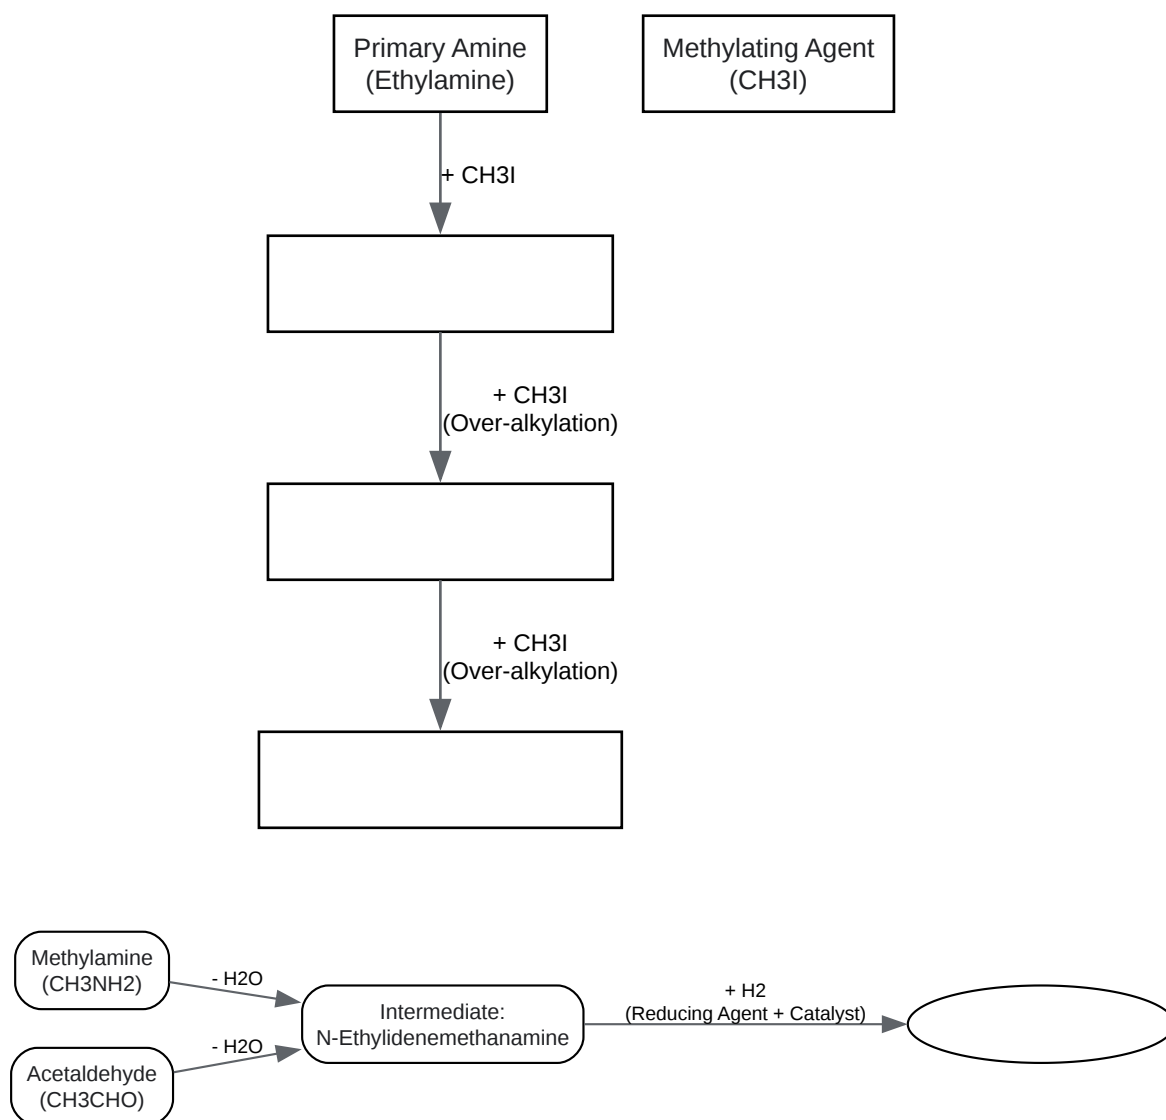 Primary Amine
(Ethylamine)
Methylating Agent
(CH3I)
+ CH3I
+ CH3I
(Over-alkylation)
+ CH3I
(Over-alkylation)
Methylamine
(CH3NH2)
- H2O
Acetaldehyde
(CH3CHO)
- H2O
Intermediate:
N-Ethylidenemethanamine
+ H2
(Reducing Agent + Catalyst)